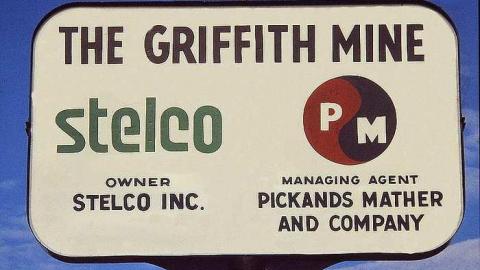 THE GRIFFITH MINE
stelco
P M
OWNER
STELCO INC.
MANAGING AGENT
PICKANDS MATHER
AND COMPANY